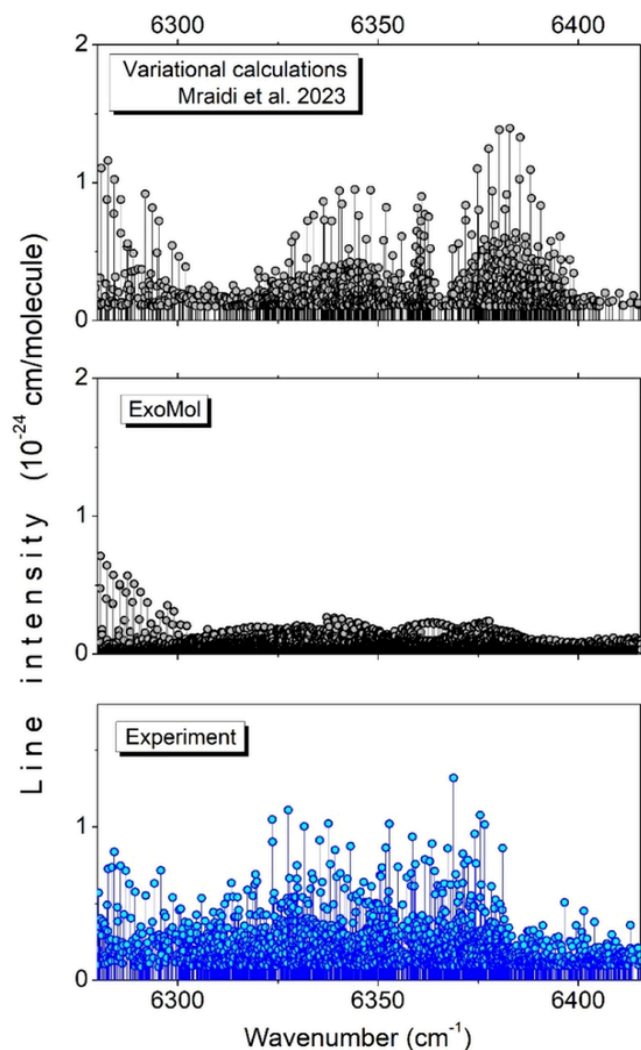 6300 6350 6400
2
Variational calculations
Mraidi et al. 2023
1
0
2
ExoMol
1
0
Experiment
1
0
6300 6350 6400
Wavenumber (cm⁻¹)
Line intensity (10⁻²⁴ cm/molecule)